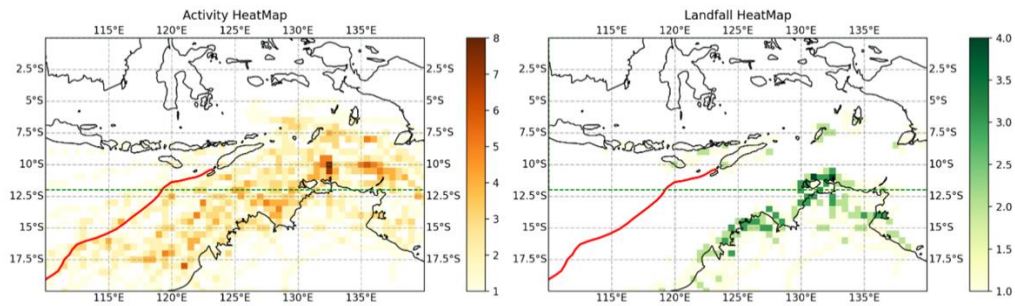 Activity HeatMap
115°E 120°E 125°E 130°E 135°E
2.5°S 2.5°S
5°S 5°S
7.5°S 7.5°S
10°S 10°S
12.5°S 12.5°S
15°S 15°S
17.5°S 17.5°S
115°E 120°E 125°E 130°E 135°E
8
7
6
5
4
3
2
1
Landfall HeatMap
115°E 120°E 125°E 130°E 135°E
2.5°S 2.5°S
5°S 5°S
7.5°S 7.5°S
10°S 10°S
12.5°S 12.5°S
15°S 15°S
17.5°S 17.5°S
115°E 120°E 125°E 130°E 135°E
4.0
3.5
3.0
2.5
2.0
1.5
1.0